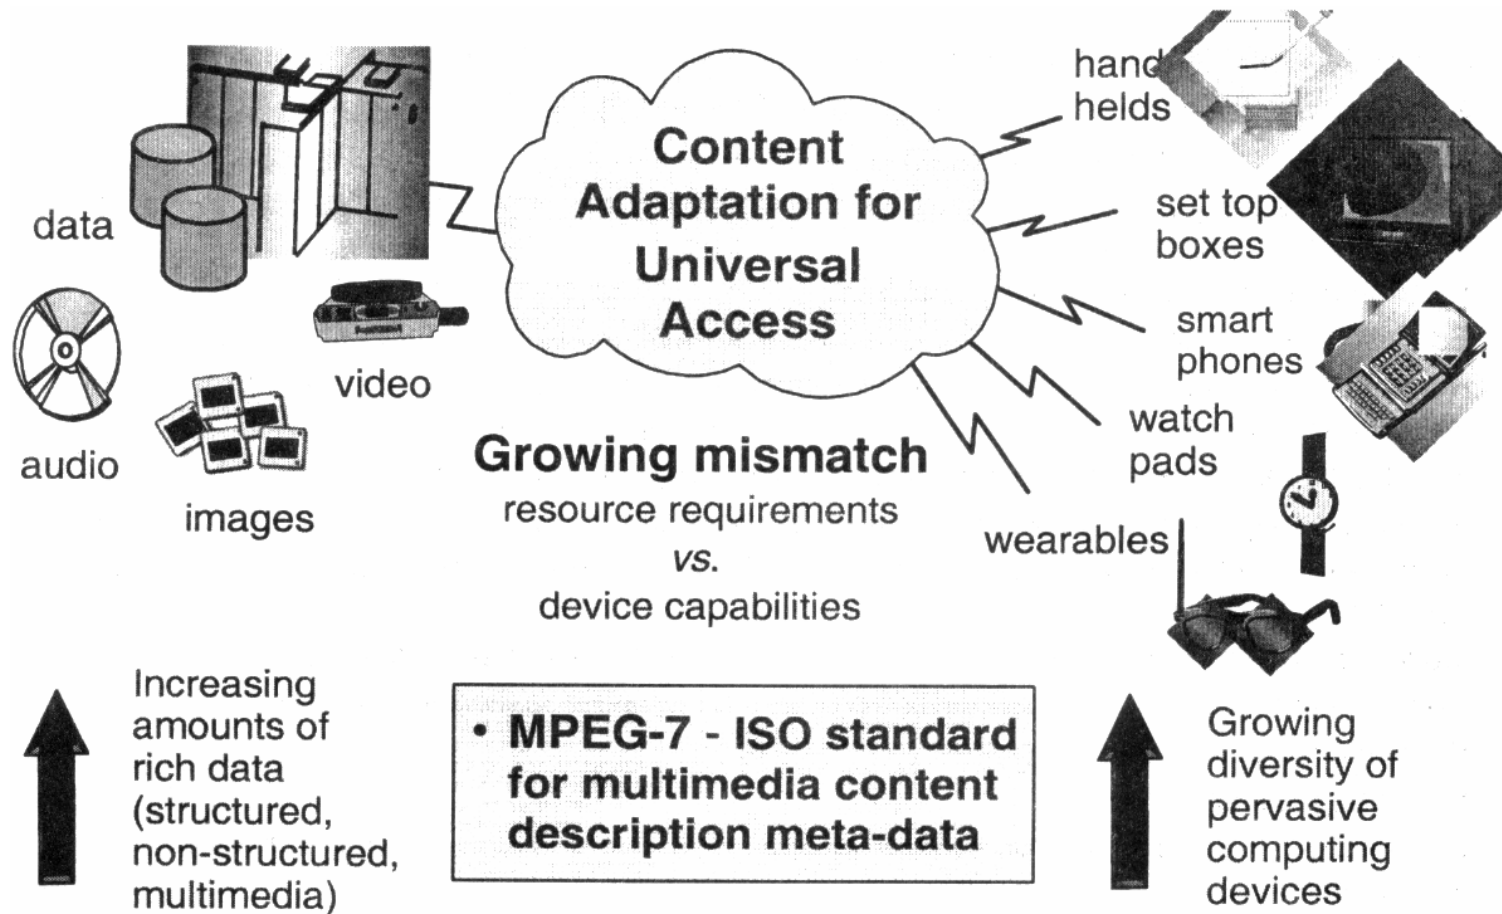 data
audio
images
video
Content
Adaptation for
Universal
Access
Growing mismatch
resource requirements
vs.
device capabilities
hand
helds
set top
boxes
smart
phones
watch
pads
wearables
Increasing
amounts of
rich data
(structured,
non-structured,
multimedia)
• MPEG-7 - ISO standard
for multimedia content
description meta-data
Growing
diversity of
pervasive
computing
devices